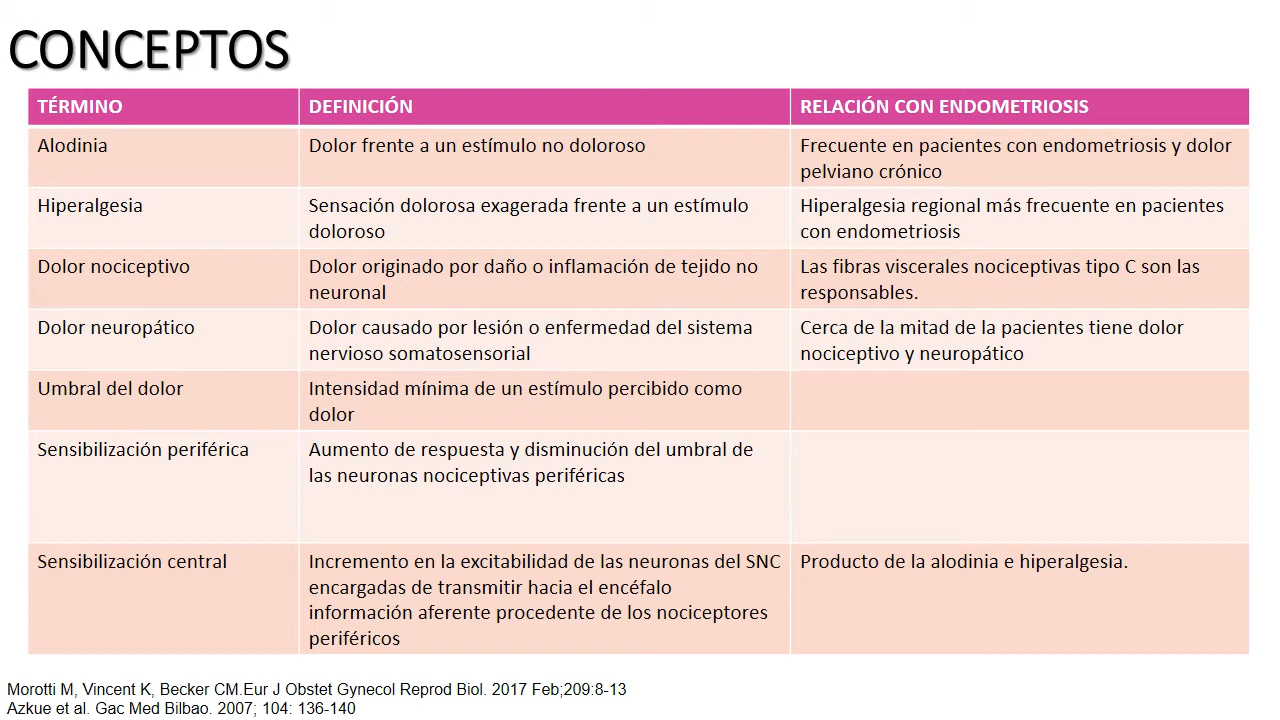 CONCEPTOS
TÉRMINO
DEFINICIÓN
RELACIÓN CON ENDOMETRIOSIS
Alodinia
Dolor frente a un estímulo no doloroso
Frecuente en pacientes con endometriosis y dolor
pelviano crónico
Hiperalgesia
Sensación dolorosa exagerada frente a un estímulo
doloroso
Hiperalgesia regional más frecuente en pacientes
con endometriosis
Dolor nociceptivo
Dolor originado por daño o inflamación de tejido no
neuronal
Las fibras viscerales nociceptivas tipo C son las
responsables.
Dolor neuropático
Dolor causado por lesión o enfermedad del sistema
nervioso somatosensorial
Cerca de la mitad de la pacientes tiene dolor
nociceptivo y neuropático
Umbral del dolor
Intensidad mínima de un estímulo percibido como
dolor
Sensibilización periférica
Aumento de respuesta y disminución del umbral de
las neuronas nociceptivas periféricas
Sensibilización central
Incremento en la excitabilidad de las neuronas del SNC
encargadas de transmitir hacia el encéfalo
información aferente procedente de los nociceptores
periféricos
Producto de la alodinia e hiperalgesia.
Morotti M, Vincent K, Becker CM.Eur J Obstet Gynecol Reprod Biol. 2017 Feb;209:8-13
Azkue et al. Gac Med Bilbao. 2007; 104: 136-140